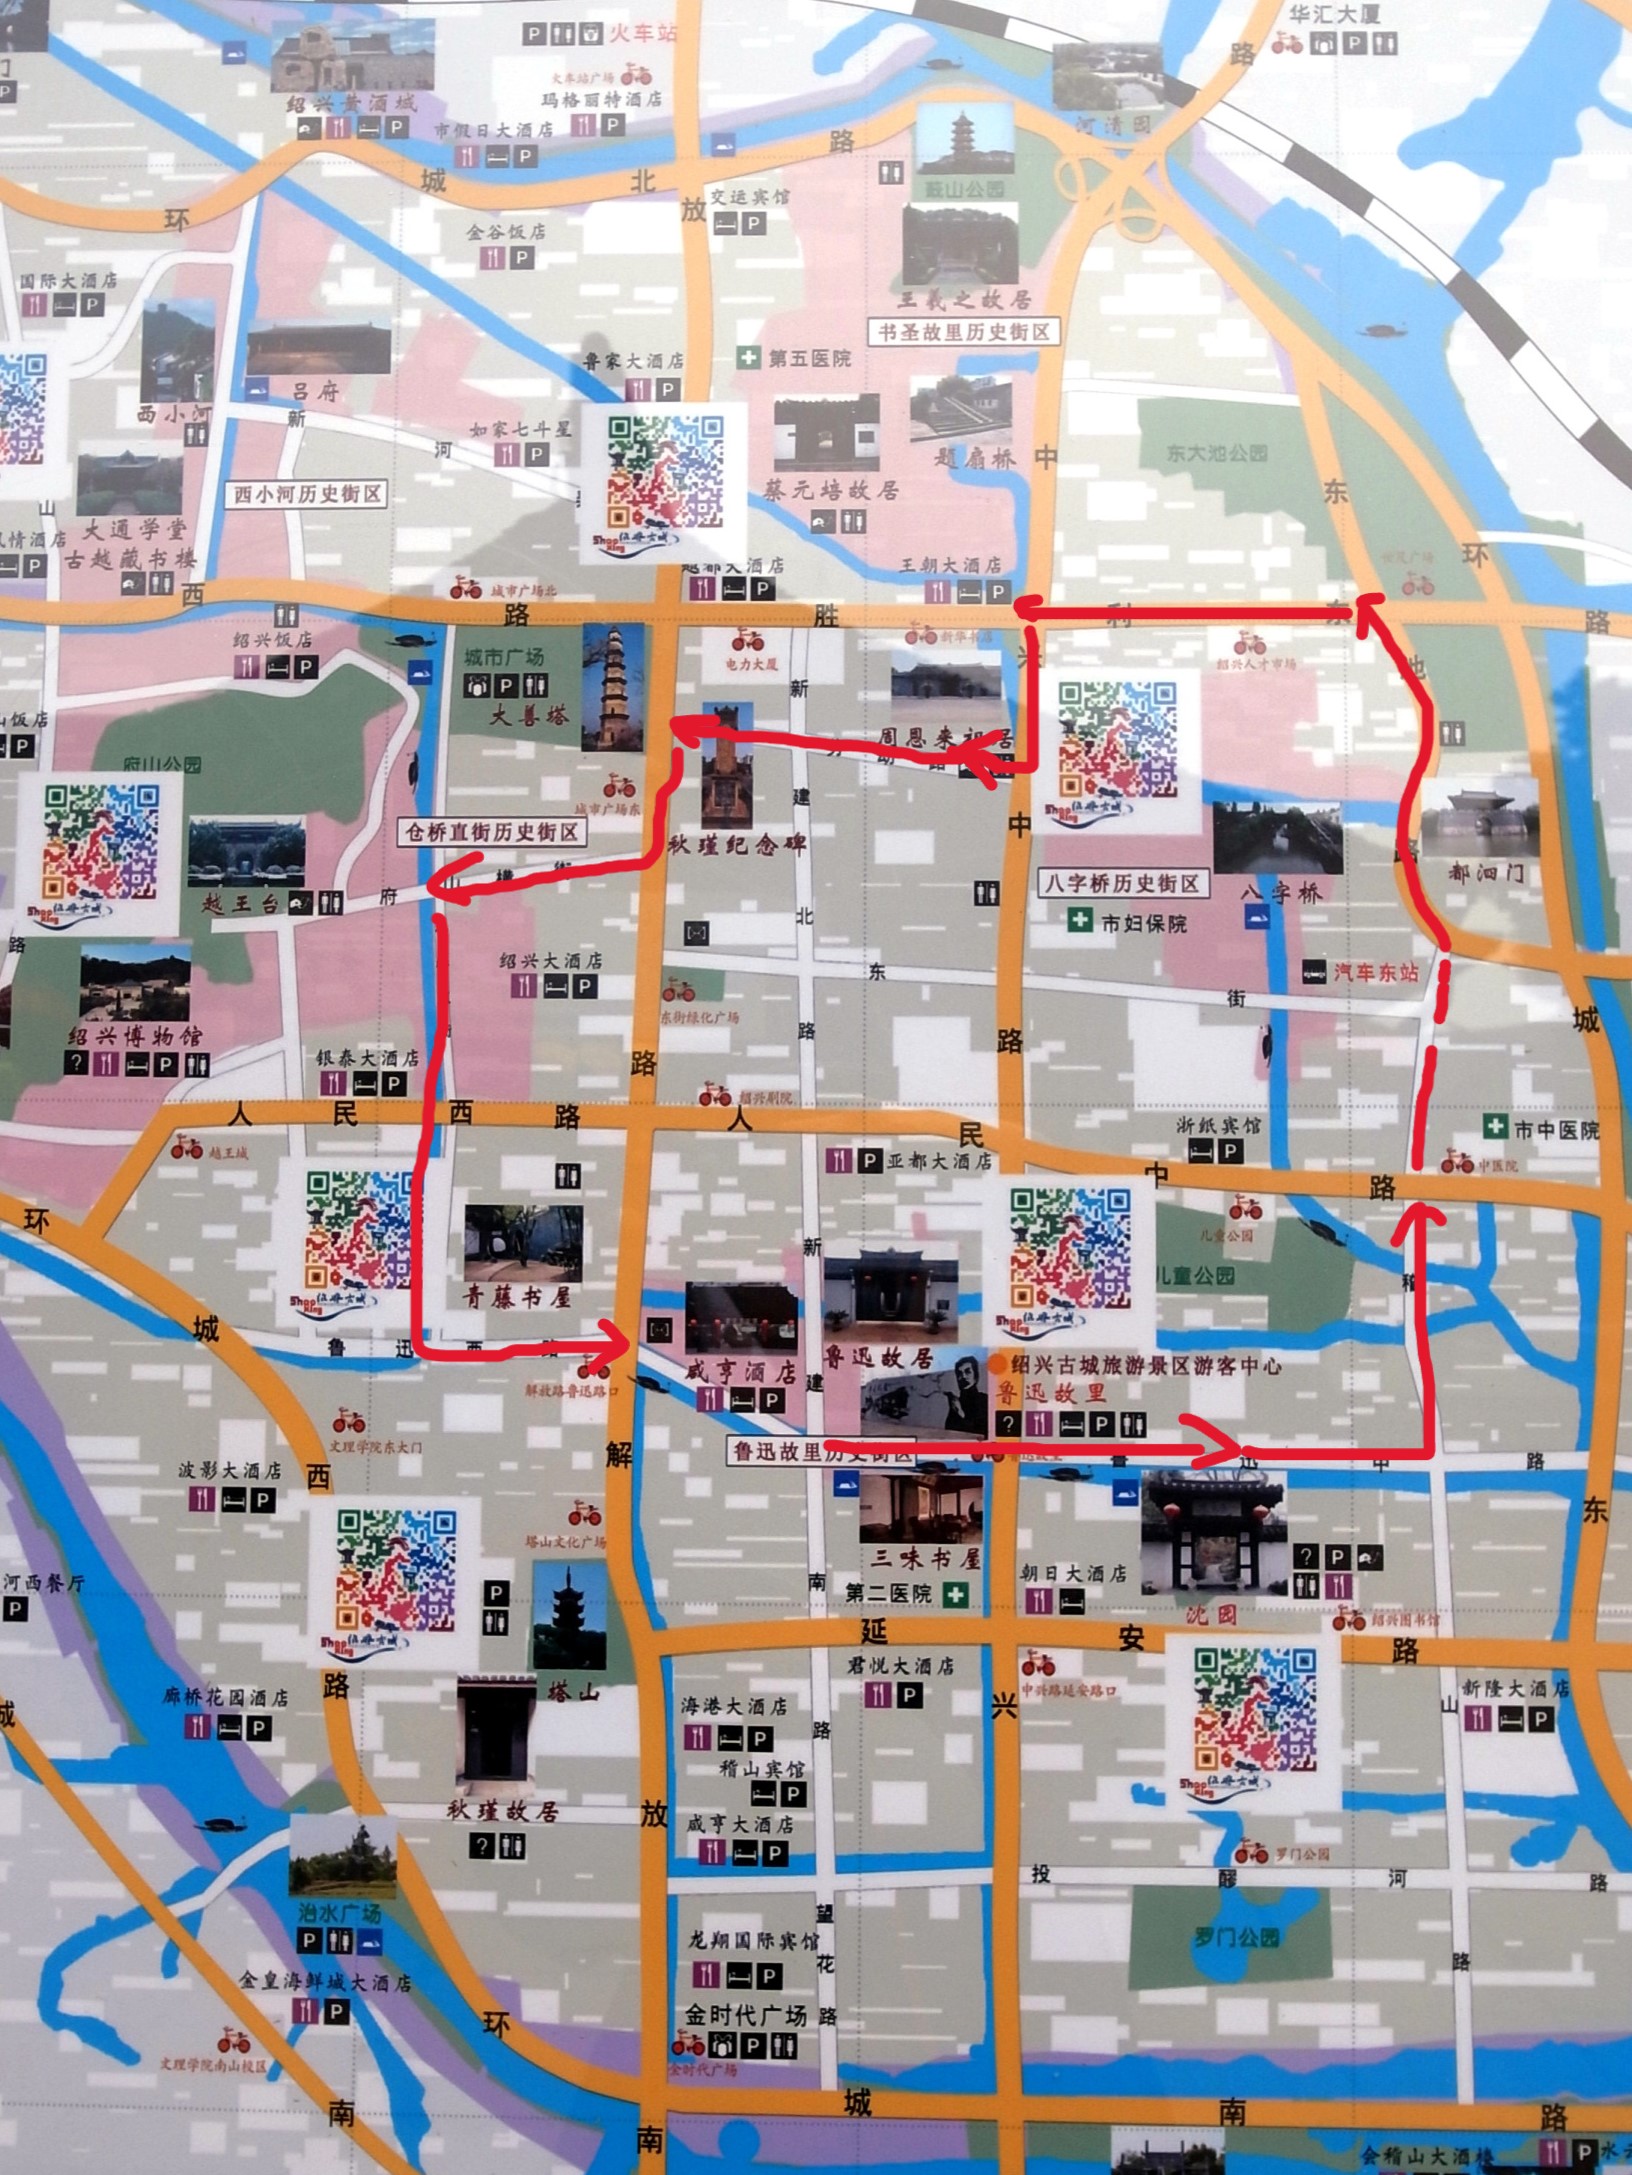 华汇大厦
P
火车站
火车站广场
路
玛格丽特酒店
P
绍兴黄酒城
P
市假日大酒店
P
河清园
路
城
北
蕺山公园
环
放
交运宾馆
P
金谷饭店
P
王羲之故居
国际大酒店
P
书圣故里历史街区
鲁家大酒店
P
第五医院
吕府
西小河
新
河
如家七斗星
P
题扇桥
中
东大池公园
蔡元培故居
西小河历史街区
东
山
大通学堂
古越藏书楼
情酒店
P
环
世茂广场
越都大酒店
P
王朝大酒店
P
西
城市广场北
路
胜
利
东
路
绍兴饭店
P
城市广场
P
大善塔
电力大厦
新华书店
兴
绍兴人才市场
池
新
山饭店
P
周恩来祖居
府山公园
劳
动
路
城市广场东
建
中
仓桥直街历史街区
秋瑾纪念碑
路
都泗门
越王台
府
山
横
街
八字桥历史街区
八字桥
市妇保院
北
路
绍兴大酒店
P
东
汽车东站
街
东街绿化广场
绍兴博物馆
? P
银泰大酒店
P
路
路
路
城
人
民
西
路
绍兴剧院
人
民
浙纸宾馆
P
市中医院
越王城
P
亚都大酒店
中
路
中医院
环
青藤书屋
新
儿童公园
儿童公园
稽
城
鲁
迅
西
路
咸亨酒店
P
鲁迅故居
绍兴古城旅游景区游客中心
鲁迅故里
? P
解放路鲁迅路口
建
文理学院东大门
解
鲁迅故里历史街区
鲁
迅
中
路
波影大酒店
P
西
三味书屋
东
塔山文化广场
南
第二医院
朝日大酒店
? P
沈园
河西餐厅
P
P
绍兴图书馆
延
安
路
路
塔山
君悦大酒店
P
中兴路延安路口
廊桥花园酒店
P
城
海港大酒店
P
路
兴
山
新隆大酒店
P
稽山宾馆
P
秋瑾故居
?
放
咸亨大酒店
P
罗门公园
投
醪
河
路
治水广场
P
望
龙翔国际宾馆
P
花
罗门公园
路
金皇海鲜城大酒店
P
金时代广场
P
路
环
金时代广场
文理学院南山校区
城
南
南
路
南
会稽山大酒楼
P